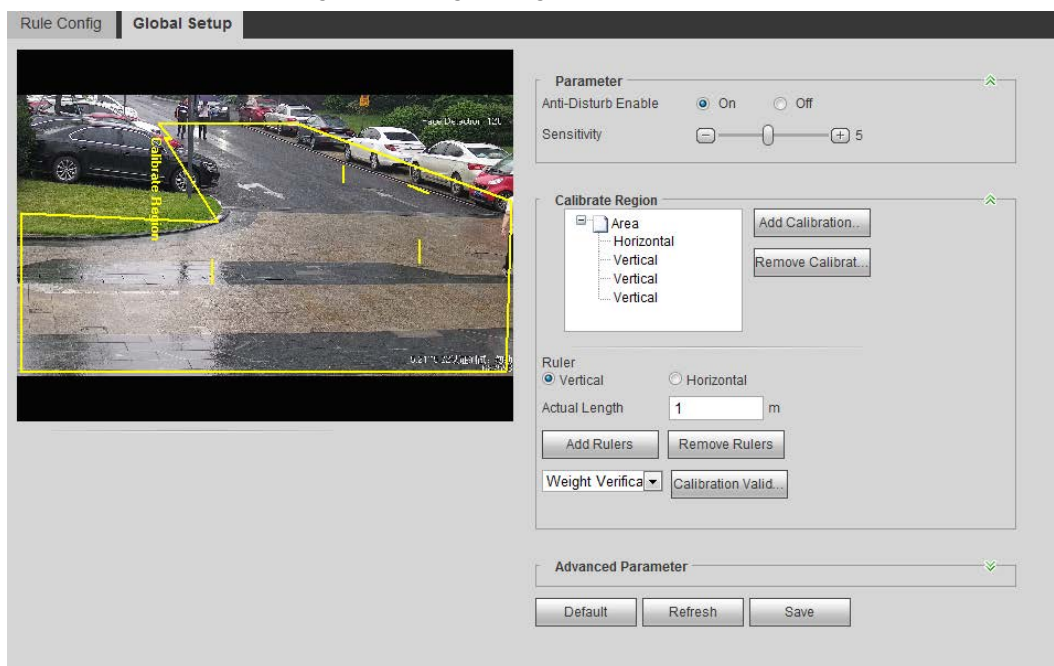 Rule Config
Global Setup
Parameter
Anti-Disturb Enable On Off
Sensitivity 5
Calibrate Region
Calibrate Region
Area
Horizontal
Vertical
Vertical
Vertical
Add Calibration..
Remove Calibrat...
Ruler
Vertical Horizontal
Actual Length 1 m
Add Rulers Remove Rulers
Weight Verifica Calibration Valid...
Advanced Parameter
Default Refresh Save